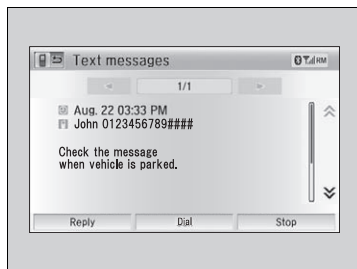 Text messages
RM
1/1
Aug. 22 03:33 PM
John 0123456789####
Check the message
when vehicle is parked.
Reply Dial Stop